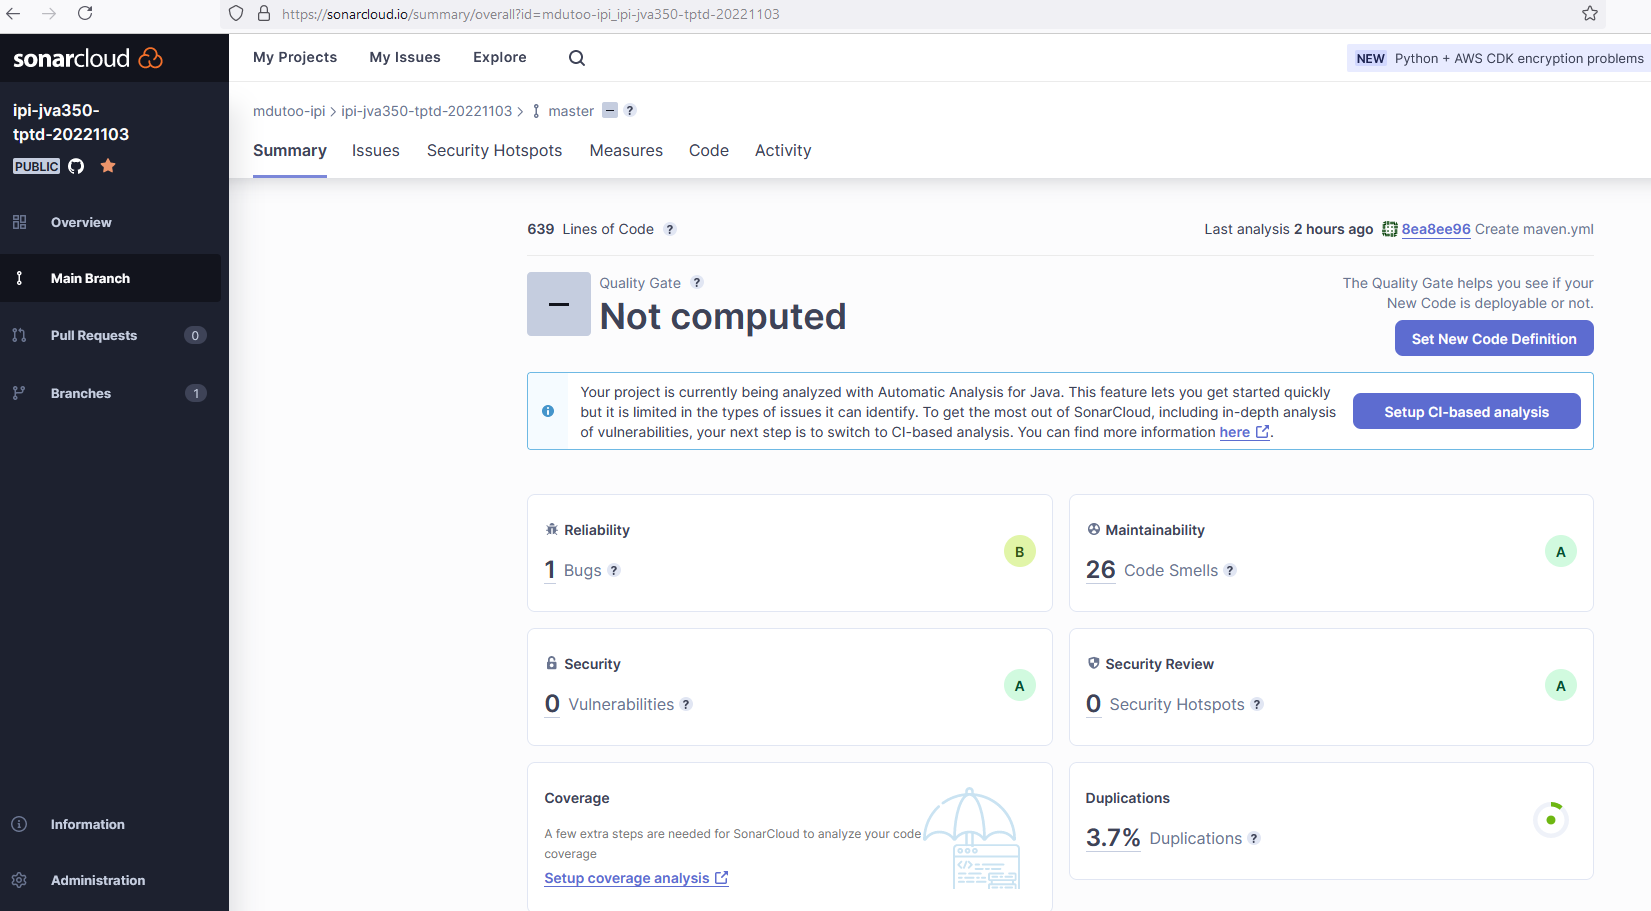 https://sonarcloud.io/summary/overall?id=mdutoo-ipi_ipi-jva350-tptd-20221103
sonarcloud
My Projects My Issues Explore
NEW Python + AWS CDK encryption problems
ipi-jva350-
tptd-20221103
PUBLIC
Overview
Main Branch
Pull Requests 0
Branches 1
Information
Administration
mdutoo-ipi > ipi-jva350-tptd-20221103 > master – ?
Summary Issues Security Hotspots Measures Code Activity
639 Lines of Code ?
Last analysis 2 hours ago 8ea8ee96 Create maven.yml
Quality Gate ?
Not computed
The Quality Gate helps you see if your
New Code is deployable or not.
Set New Code Definition
Your project is currently being analyzed with Automatic Analysis for Java. This feature lets you get started quickly
but it is limited in the types of issues it can identify. To get the most out of SonarCloud, including in-depth analysis
of vulnerabilities, your next step is to switch to CI-based analysis. You can find more information here.
Setup CI-based analysis
Reliability
1 Bugs ?
B
Maintainability
26 Code Smells ?
A
Security
0 Vulnerabilities ?
A
Security Review
0 Security Hotspots ?
A
Coverage
A few extra steps are needed for SonarCloud to analyze your code
coverage
Setup coverage analysis
</>
Duplications
3.7% Duplications ?